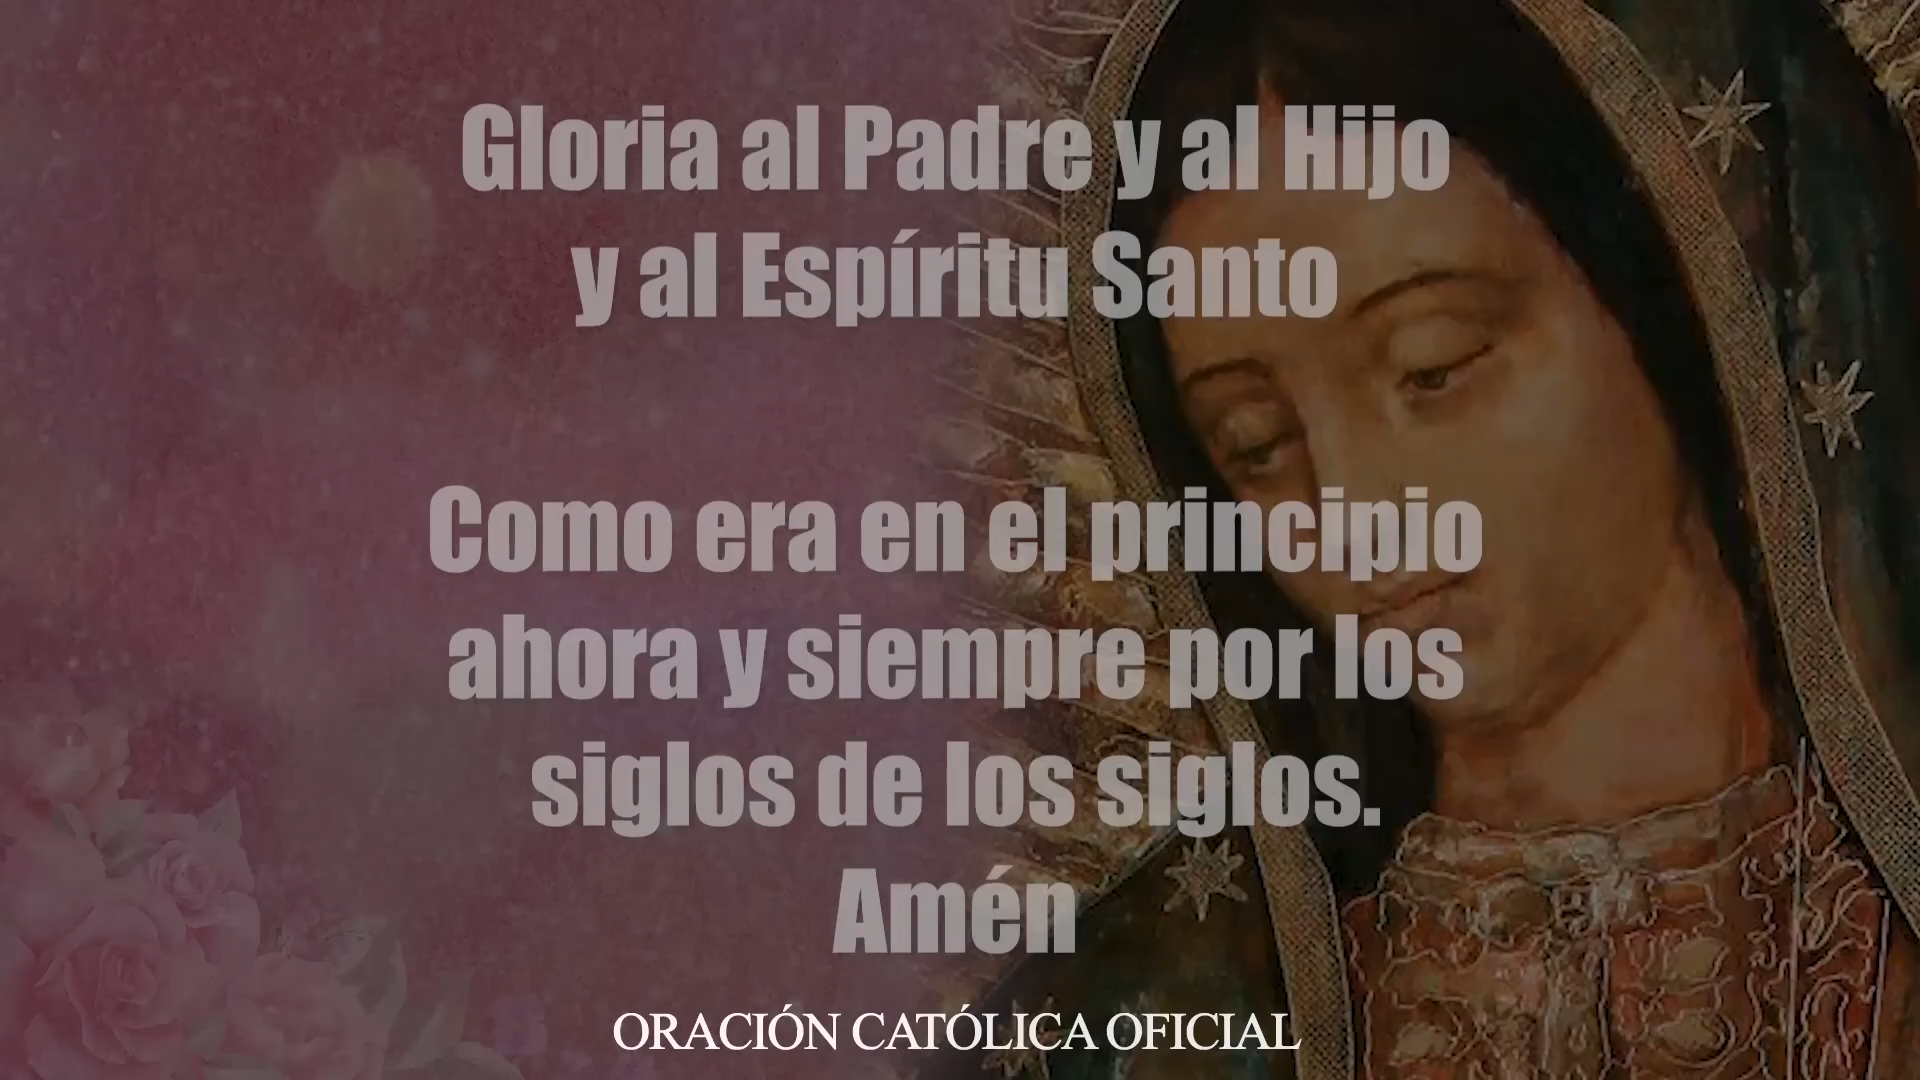 Gloria al Padre y al Hijo
y al Espíritu Santo
Como era en el principio
ahora y siempre por los
siglos de los siglos.
Amén
ORACIÓN CATÓLICA OFICIAL